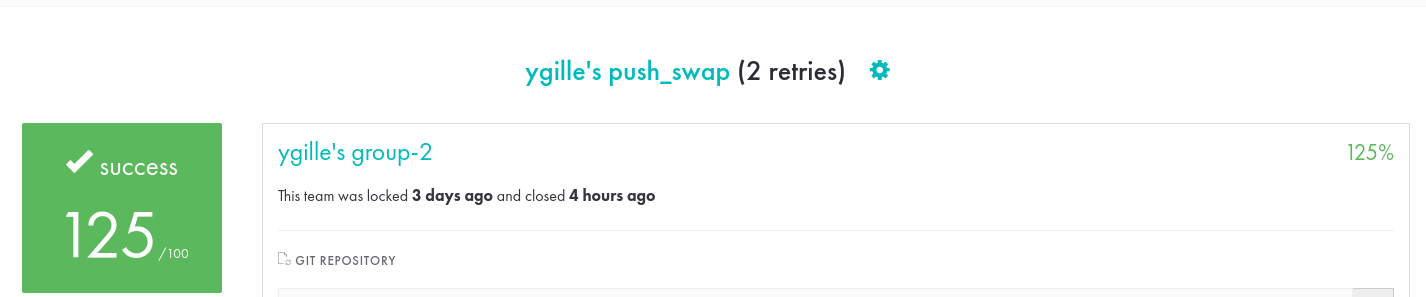 ygille's push_swap (2 retries)
success
125 /100
ygille's group-2
125%
This team was locked 3 days ago and closed 4 hours ago
GIT REPOSITORY